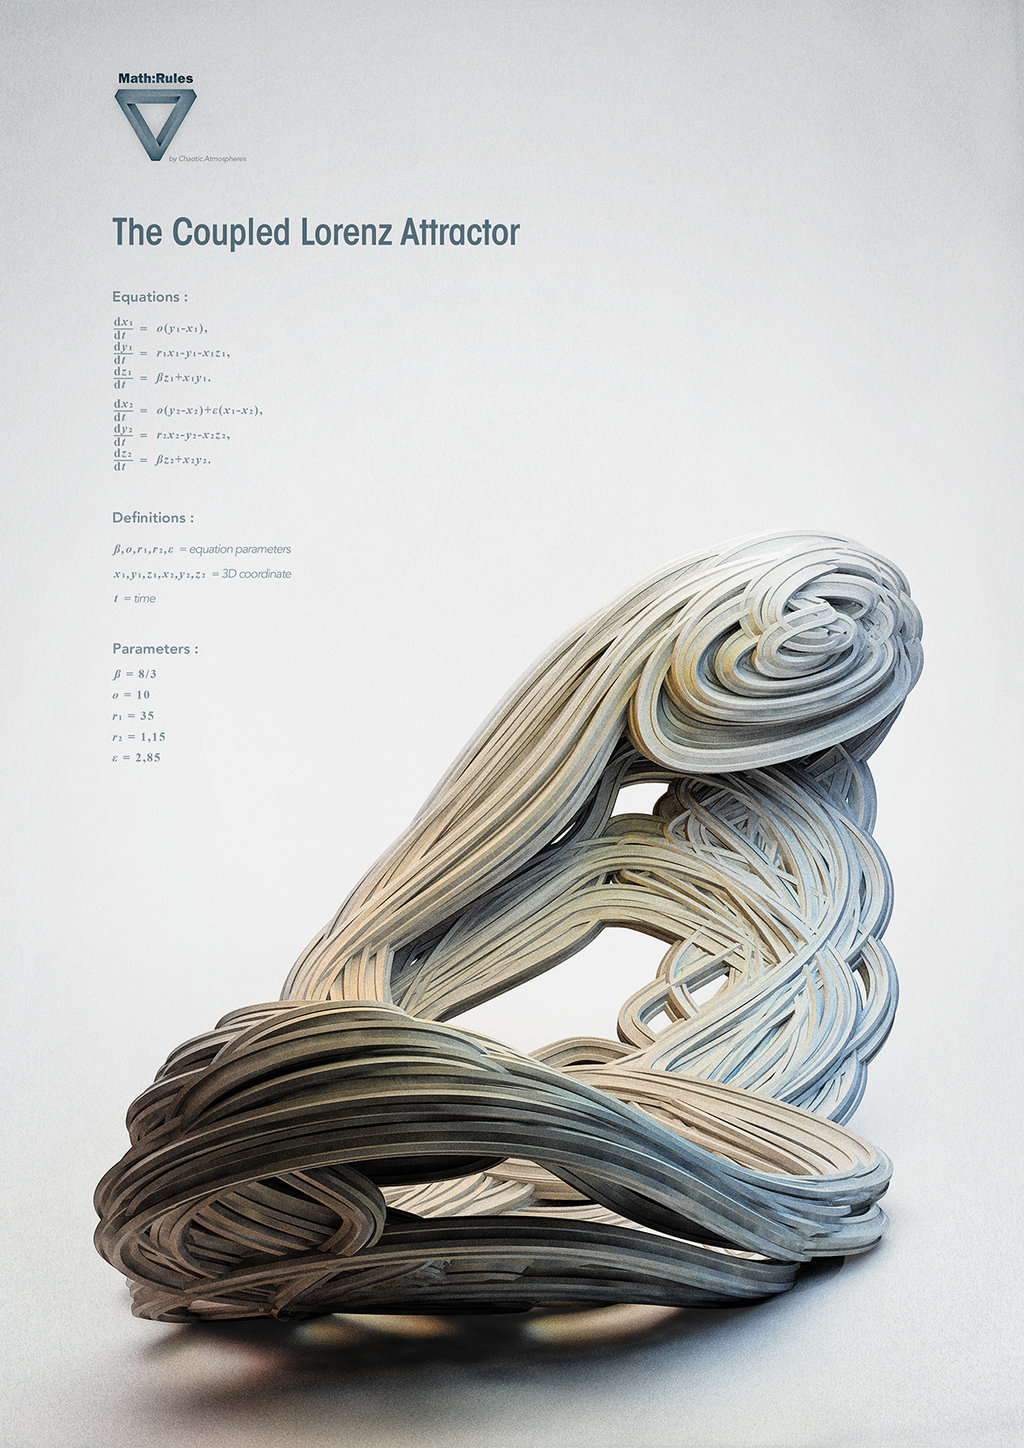 Math:Rules
by Chaotic Atmospheres
The Coupled Lorenz Attractor
Equations :
dx₁/dt = o(y₁-x₁),
dy₁/dt = r₁x₁-y₁-x₁z₁,
dz₁/dt = βz₁+x₁y₁.
dx₂/dt = o(y₂-x₂)+ε(x₁-x₂),
dy₂/dt = r₂x₂-y₂-x₂z₂,
dz₂/dt = βz₂+x₂y₂.
Definitions :
β,o,r₁,r₂,ε = equation parameters
x₁,y₁,z₁,x₂,y₂,z₂ = 3D coordinate
t = time
Parameters :
β = 8/3
o = 10
r₁ = 35
r₂ = 1,15
ε = 2,85